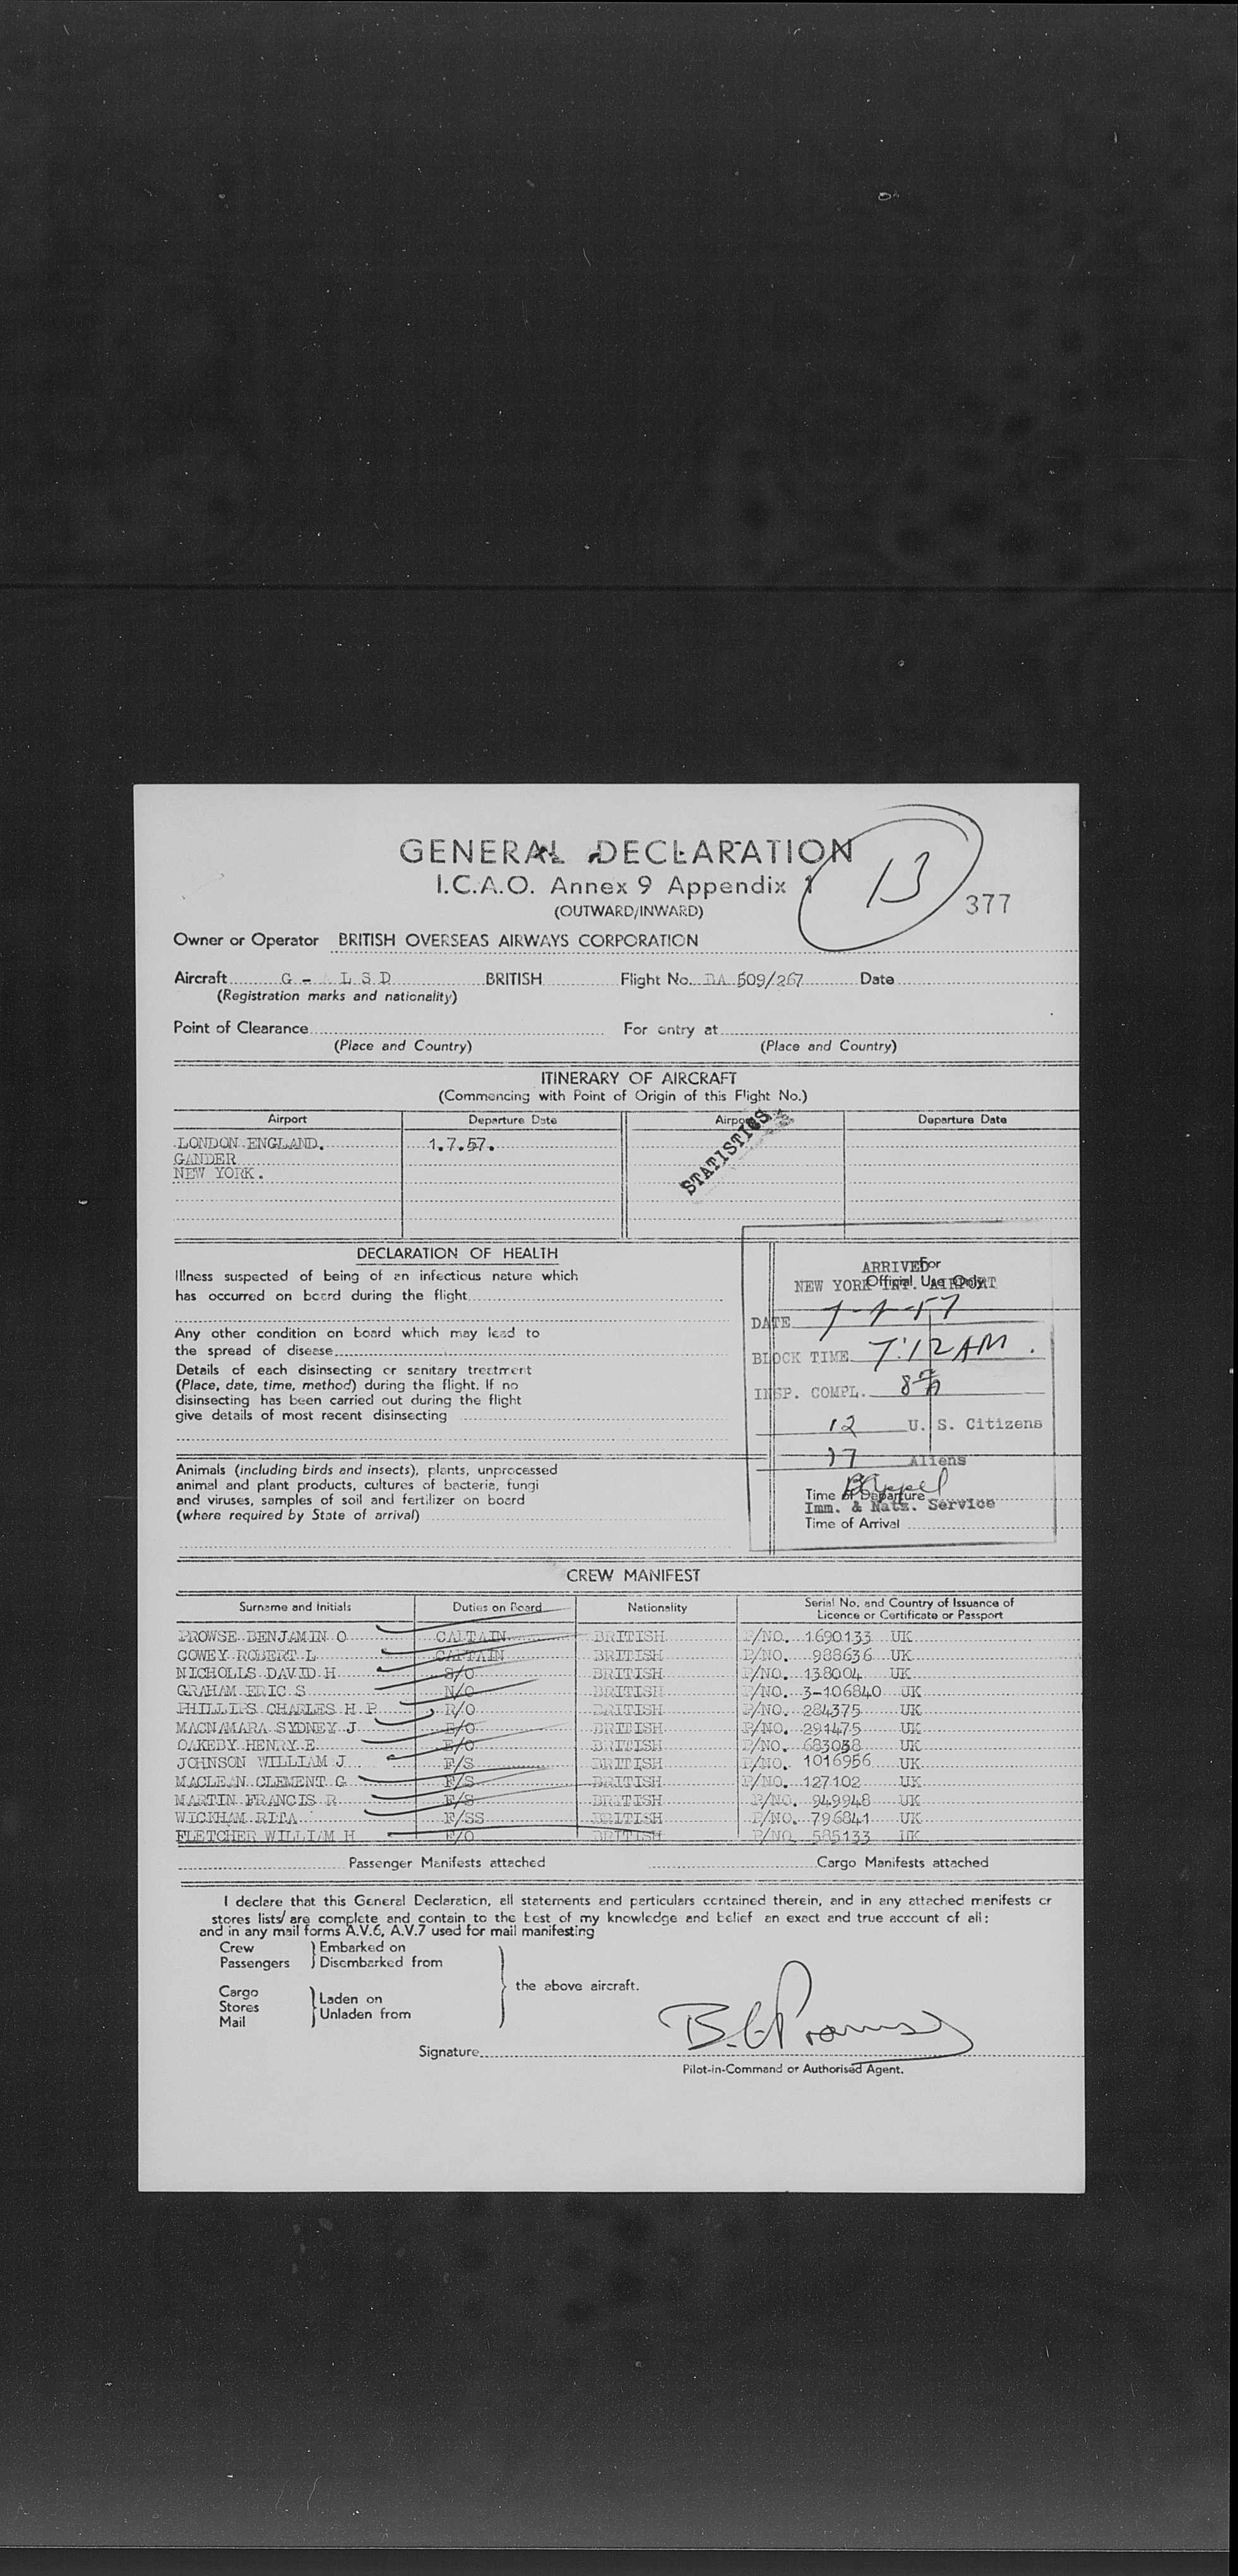 GENERAL DECLARATION
I.C.A.O. Annex 9 Appendix 1
13
377
(OUTWARD/INWARD)
Owner or Operator BRITISH OVERSEAS AIRWAYS CORPORATION
Aircraft G - LSD BRITISH Flight No. BA 509/267 Date
(Registration marks and nationality)
Point of Clearance For entry at
(Place and Country) (Place and Country)
ITINERARY OF AIRCRAFT
(Commencing with Point of Origin of this Flight No.)
Airport Departure Date Airport Departure Date
LONDON ENGLAND. 1.7.57.
GANDER
NEW YORK.
STATISTICS
DECLARATION OF HEALTH
Illness suspected of being of an infectious nature which
has occurred on board during the flight
Any other condition on board which may lead to
the spread of disease
Details of each disinsecting or sanitary treatment
(Place, date, time, method) during the flight. If no
disinsecting has been carried out during the flight
give details of most recent disinsecting
For
Official Use Only
ARRIVED
NEW YORK INT. AIRPORT
DATE
BLOCK TIME 7:12 AM.
INSP. COMPL.
12 U. S. Citizens
17 Aliens
Imm. & Natz. Service
Time of Departure
Time of Arrival
Animals (including birds and insects), plants, unprocessed
animal and plant products, cultures of bacteria, fungi
and viruses, samples of soil and fertilizer on board
(where required by State of arrival)
CREW MANIFEST
Surname and Initials Duties on Board Nationality Serial No. and Country of Issuance of
Licence or Certificate or Passport
PROWSE BENJAMIN O CAPTAIN BRITISH P/NO. 1690133 UK
GOWEY ROBERT L CAPTAIN BRITISH P/NO. 988636 UK
NICHOLLS DAVID H S/O BRITISH P/NO. 138004 UK
GRAHAM ERIC S N/O BRITISH P/NO. 3-106840 UK
PHILLIPS CHARLES H P R/O BRITISH P/NO. 284375 UK
MACNAMARA SYDNEY J E/O BRITISH P/NO. 291475 UK
OAKEBY HENRY E E/O BRITISH P/NO. 683038 UK
JOHNSON WILLIAM J F/S BRITISH P/NO. 1016956 UK
MACLEAN CLEMENT G F/S BRITISH P/NO. 127102 UK
MARTIN FRANCIS R F/S BRITISH P/NO. 949948 UK
WICKHAM RITA F/SS BRITISH P/NO. 796841 UK
FLETCHER WILLIAM H E/O BRITISH P/NO. 585133 UK
Passenger Manifests attached Cargo Manifests attached
I declare that this General Declaration, all statements and particulars contained therein, and in any attached manifests or
stores lists/ are complete and contain to the best of my knowledge and belief an exact and true account of all:
and in any mail forms A.V.6, A.V.7 used for mail manifesting
Crew Embarked on
Passengers Disembarked from
the above aircraft.
Cargo
Stores Laden on
Mail Unladen from
Signature
Pilot-in-Command or Authorised Agent.